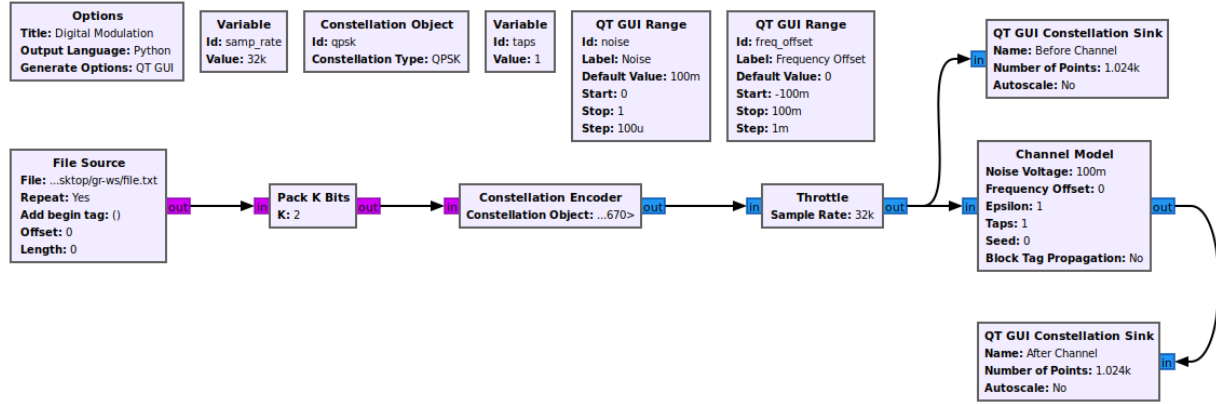 Options
Title: Digital Modulation
Output Language: Python
Generate Options: QT GUI
Variable
Id: samp_rate
Value: 32k
Constellation Object
Id: qpsk
Constellation Type: QPSK
Variable
Id: taps
Value: 1
QT GUI Range
Id: noise
Label: Noise
Default Value: 100m
Start: 0
Stop: 1
Step: 100u
QT GUI Range
Id: freq_offset
Label: Frequency Offset
Default Value: 0
Start: -100m
Stop: 100m
Step: 1m
QT GUI Constellation Sink
Name: Before Channel
Number of Points: 1.024k
Autoscale: No
in
File Source
File: ...sktop/gr-ws/file.txt
Repeat: Yes
Add begin tag: ()
Offset: 0
Length: 0
out
in
Pack K Bits
K: 2
out
in
Constellation Encoder
Constellation Object: ...670>
out
in
Throttle
Sample Rate: 32k
out
in
Channel Model
Noise Voltage: 100m
Frequency Offset: 0
Epsilon: 1
Taps: 1
Seed: 0
Block Tag Propagation: No
out
QT GUI Constellation Sink
Name: After Channel
Number of Points: 1.024k
Autoscale: No
in